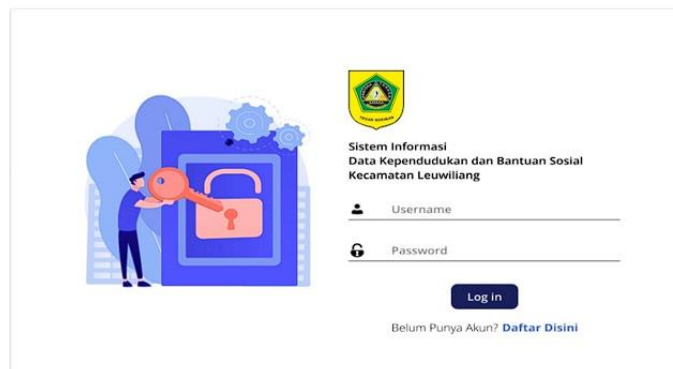 Sistem Informasi
Data Kependudukan dan Bantuan Sosial
Kecamatan Leuwiliang
Username
Password
Log in
Belum Punya Akun? Daftar Disini